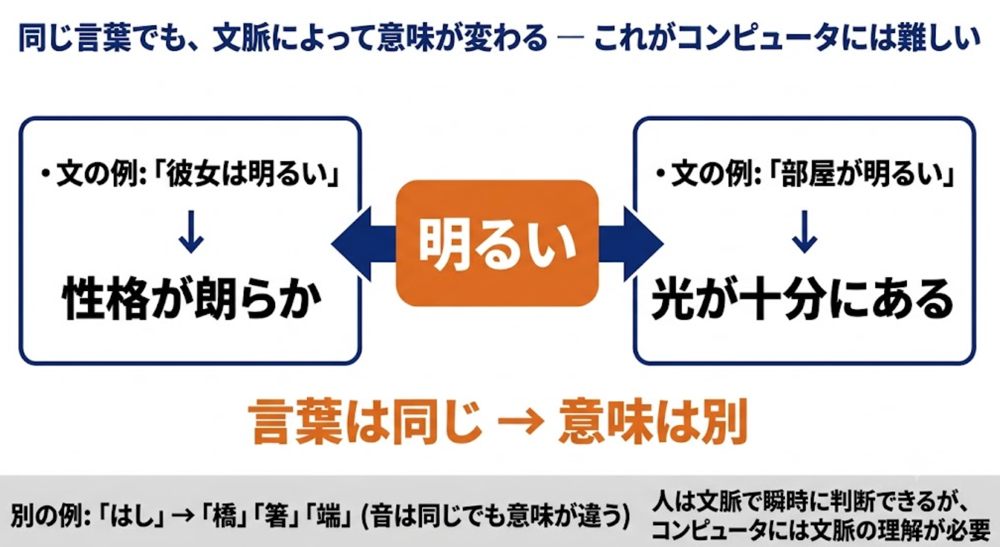 同じ言葉でも、文脈によって意味が変わる — これがコンピュータには難しい
・文の例:「彼女は明るい」
↓
性格が朗らか
明るい
・文の例:「部屋が明るい」
↓
光が十分にある
言葉は同じ → 意味は別
別の例:「はし」→「橋」「箸」「端」 (音は同じでも意味が違う)
人は文脈で瞬時に判断できるが、
コンピュータには文脈の理解が必要